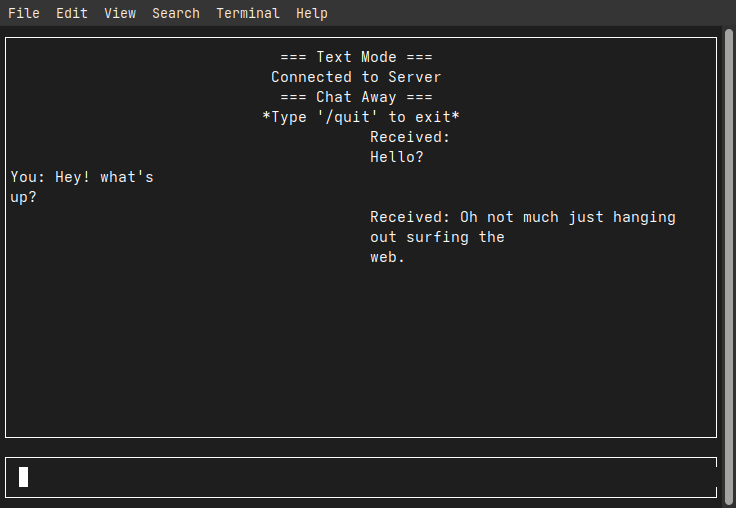 File Edit View Search Terminal Help
=== Text Mode ===
Connected to Server
=== Chat Away ===
*Type '/quit' to exit*
Received:
Hello?
You: Hey! what's
up?
Received: Oh not much just hanging
out surfing the
web.